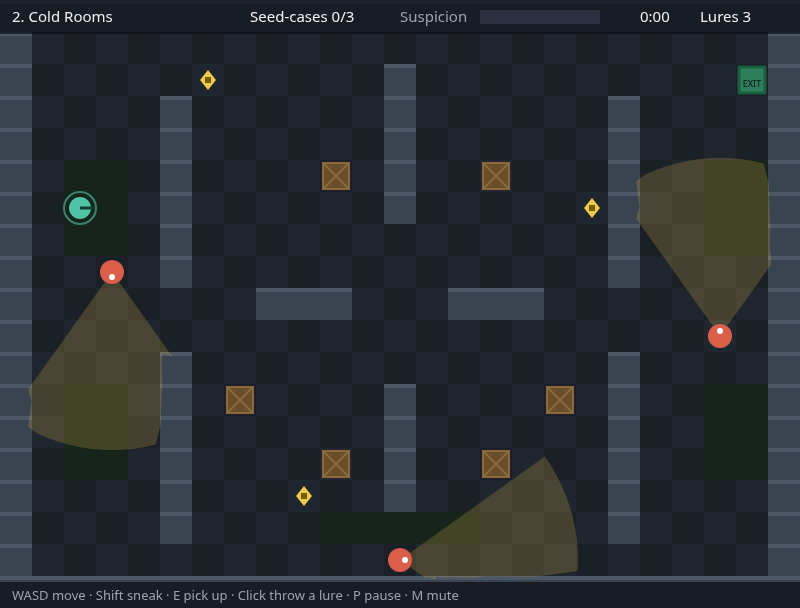 2. Cold Rooms Seed-cases 0/3 Suspicion 0:00 Lures 3
EXIT
WASD move · Shift sneak · E pick up · Click throw a lure · P pause · M mute